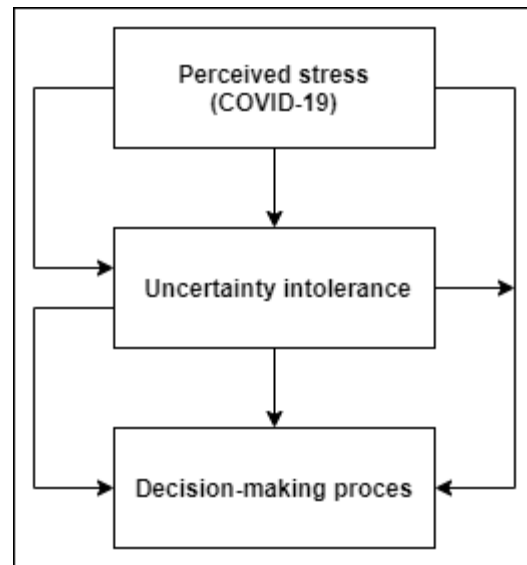 Perceived stress
(COVID-19)
Uncertainty intolerance
Decision-making proces